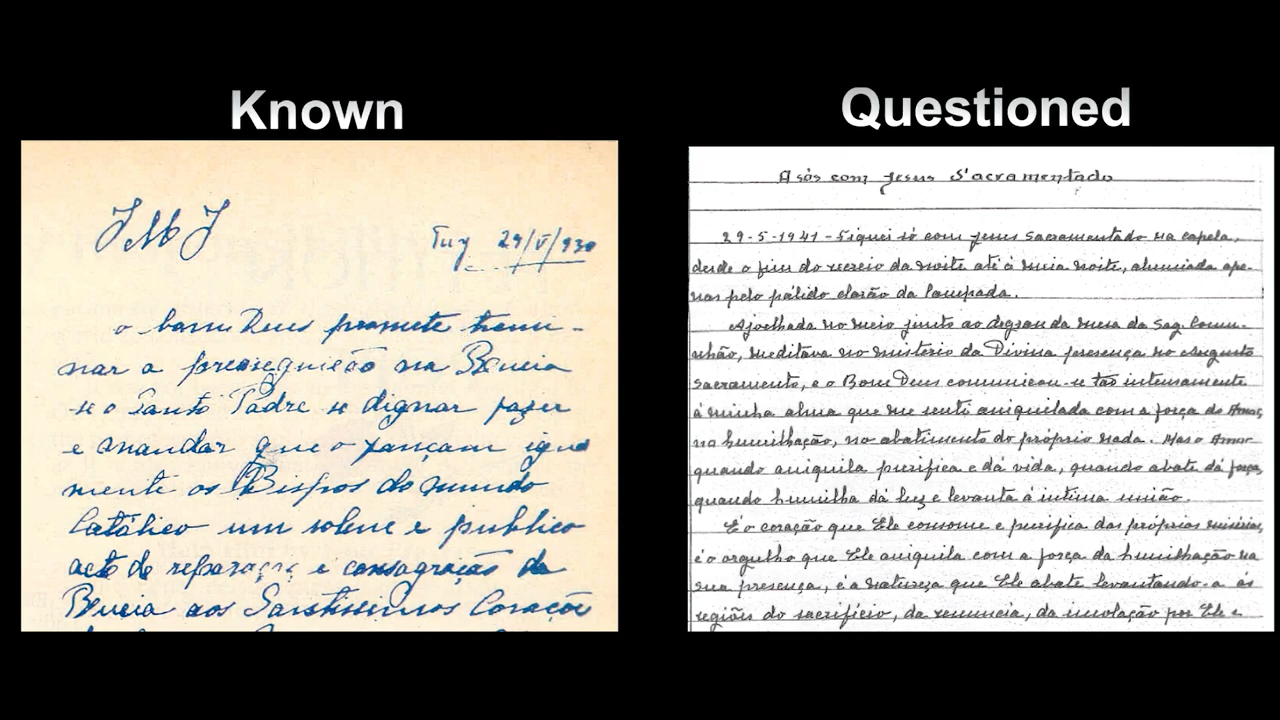 Known
Questioned
J M J
Tuy 29/V/930
o bom Deus promete termi-
nar a perseguição na
se o Santo Padre se dignar fazer
e mandar que o façam igual
mente os Bispos do mundo
Católico um solene e publico
acto de reparação e consagração da
aos Santissimos Coraçõe
A sós com Jesus Sacramentado
29-5-1941 - Fiquei só com Jesus Sacramentado na capela,
desde o fim do recreio da noite até à meia noite, alumiada ape-
nas pelo pálido clarão da lampada.
Ajoelhada no meio junto ao degrau da mesa da Sag. Comu-
nhão, meditava no mistério da Divina presença no Augusto
Sacramento, e o Bom Deus comunicou-se tão intensamente
à minha alma que me senti aniquilada com a força do Amor,
na humilhação, no abatimento do próprio nada. Mas o Amor
quando aniquila purifica e dá vida, quando abate dá força,
quando humilha dá luz e levanta à intima união.
É o coração que Ele consome e purifica das próprias misérias,
é o orgulho que Ele aniquila com a força da humilhação na
sua presença, é a natureza que Ele abate levantando-a às
regiões do sacrifício, da renuncia, da imolação por Ele e